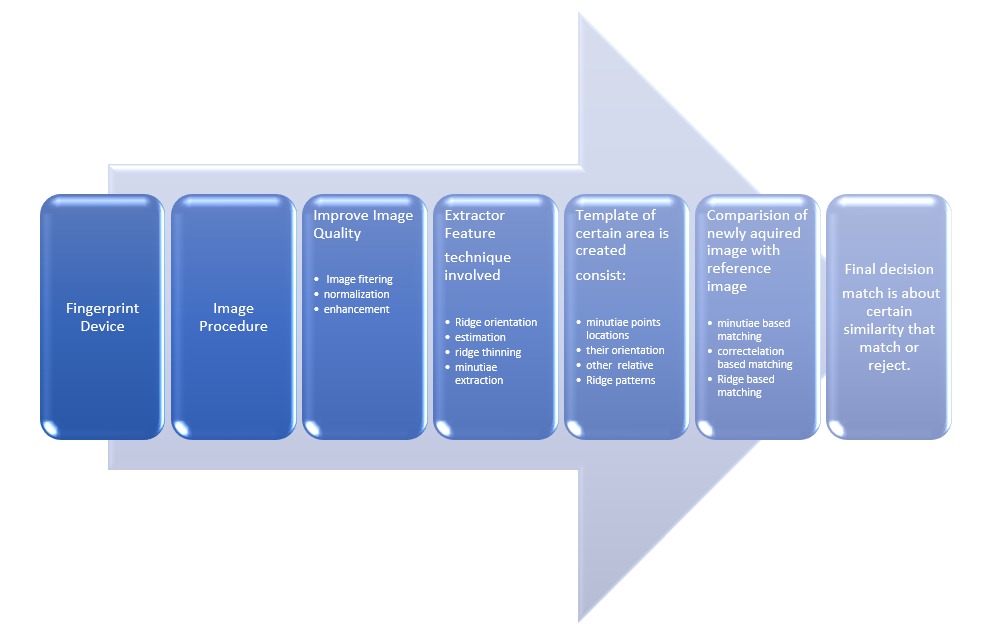 Fingerprint
Device
Image
Procedure
Improve Image
Quality
• Image fitering
• normalization
• enhancement
Extractor
Feature
technique
involved
• Ridge orientation
• estimation
• ridge thinning
• minutiae
extraction
Template of
certain area is
created
consist:
• minutiae points
locations
• their orientation
• other relative
• Ridge patterns
Comparision of
newly aquired
image with
reference
image
• minutiae based
matching
• correctelation
based matching
• Ridge based
matching
Final decision
match is about
certain
similarity that
match or
reject.